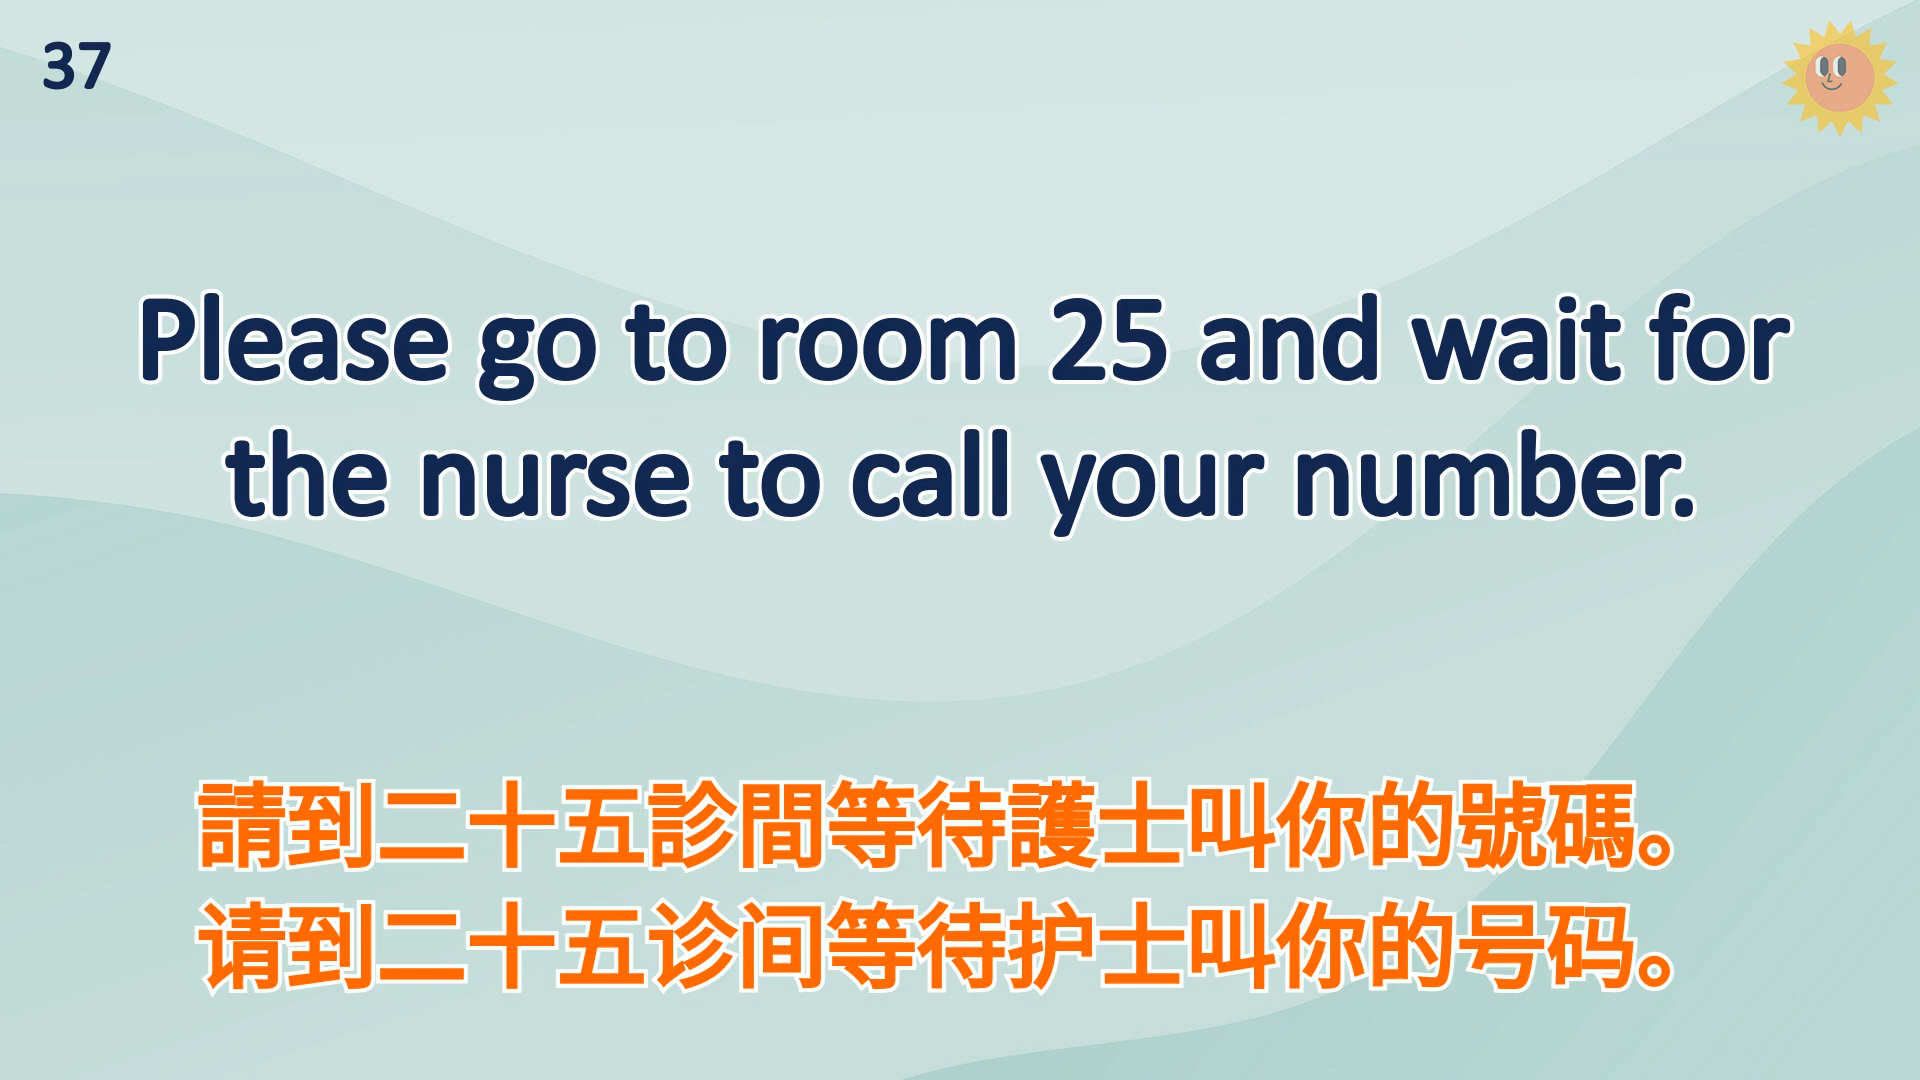 37
Please go to room 25 and wait for
the nurse to call your number.
請到二十五診間等待護士叫你的號碼。
请到二十五诊间等待护士叫你的号码。